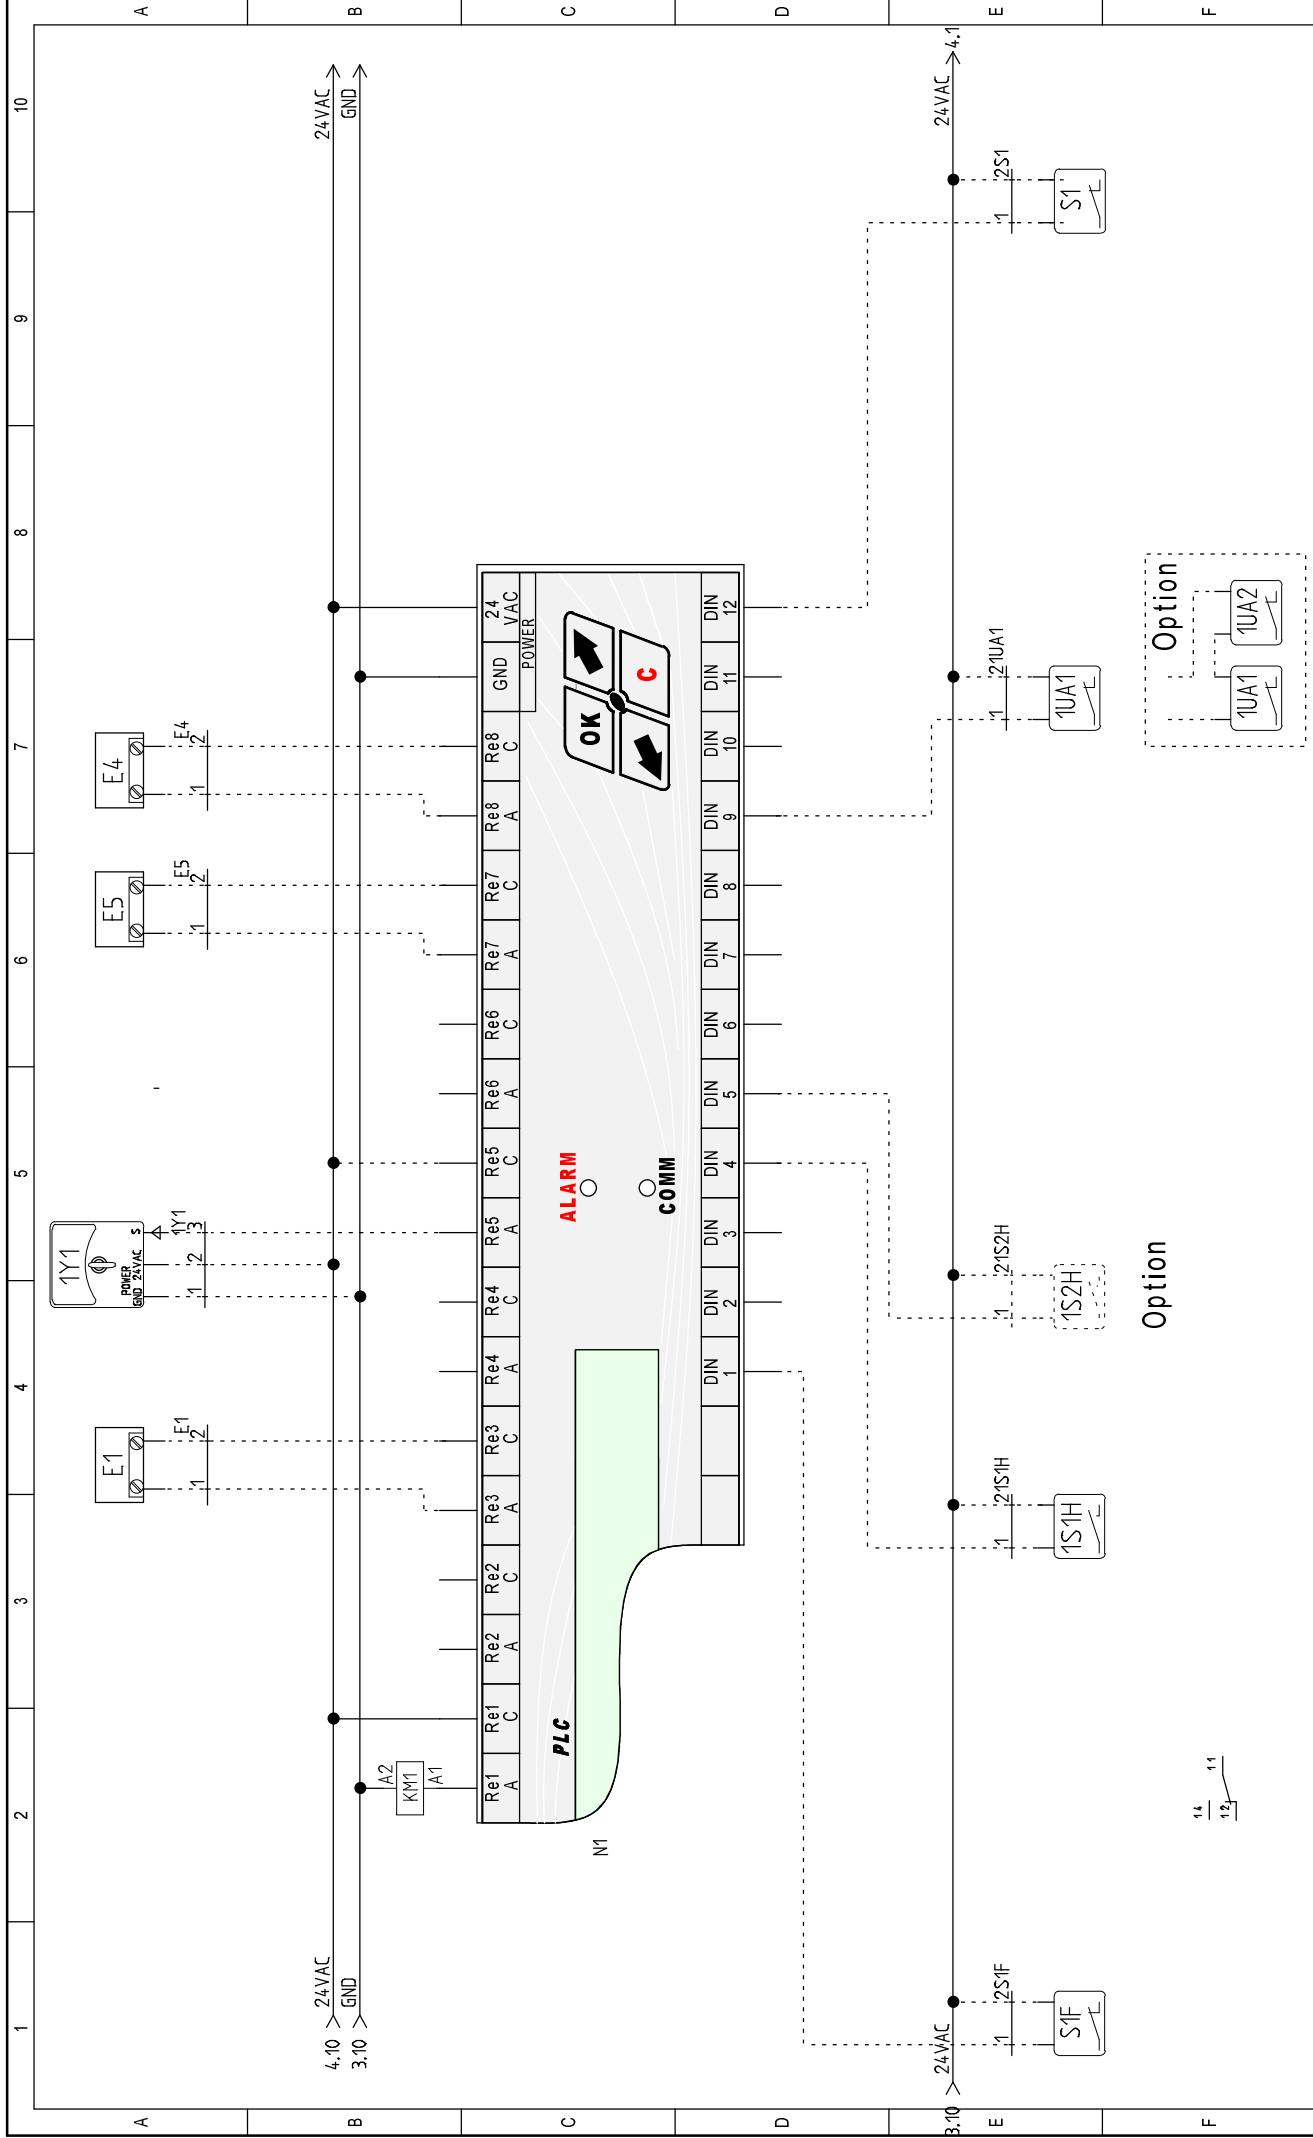 A
B
C
D
E
F
10
9
8
7
6
5
4
3
2
1
24VAC
GND
24VAC
4.1
2S1
1
S1
24 VAC
GND
POWER
Re8 C
Re8 A
Re7 C
Re7 A
Re6 C
Re6 A
Re5 C
Re5 A
Re4 C
Re4 A
Re3 C
Re3 A
Re2 C
Re2 A
Re1 C
Re1 A
DIN 12
DIN 11
DIN 10
DIN 9
DIN 8
DIN 7
DIN 6
DIN 5
DIN 4
DIN 3
DIN 2
DIN 1
OK
C
ALARM
COMM
PLC
N1
E4
E4
2
1
E5
E5
2
1
1Y1
POWER
GND 24VAC S
1Y1
3
2
1
E1
E1
2
1
A2
KM1
A1
21UA1
1
1UA1
Option
1UA2
1UA1
21S2H
1
1S2H
Option
21S1H
1
1S1H
14
12
11
2S1F
1
S1F
24VAC
GND
4.10
3.10
24VAC
3.10
A
B
C
D
E
F